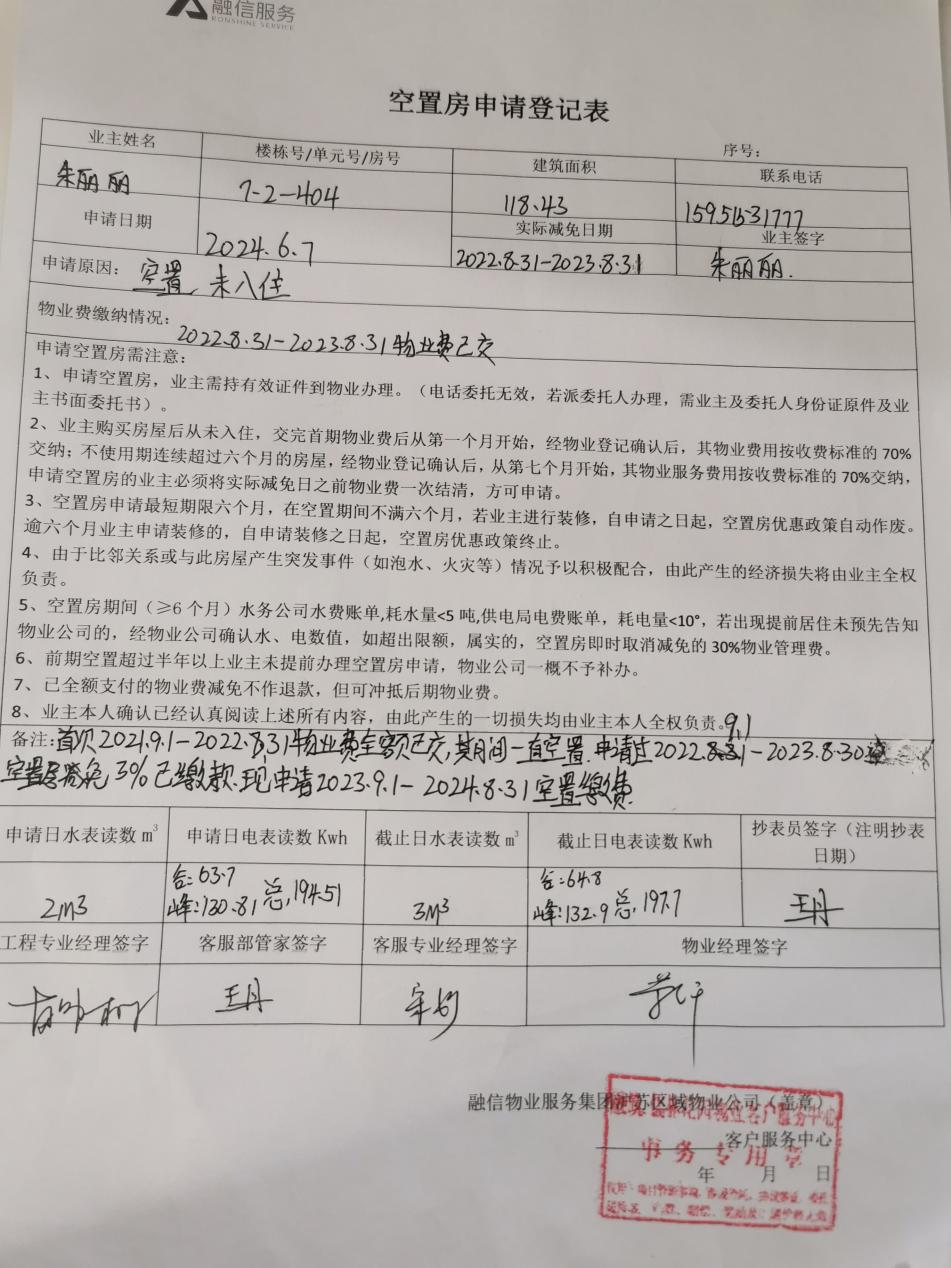 融信服务
RONSHINE SERVICE
空置房申请登记表
序号：
业主姓名 楼栋号/单元号/房号 建筑面积 联系电话
朱丽丽 7-2-404 118.43 15951531777
申请日期 2024.6.7 实际减免日期 业主签字
2022.8.31-2023.8.31 朱丽丽.
申请原因： 空置 未入住
物业费缴纳情况： 2022.8.31-2023.8.31物业费已交
申请空置房需注意：
1、申请空置房，业主需持有效证件到物业办理。（电话委托无效，若派委托人办理，需业主及委托人身份证原件及业
主书面委托书）。
2、业主购买房屋后从未入住，交完首期物业费后从第一个月开始，经物业登记确认后，其物业费用按收费标准的70%
交纳；不使用期连续超过六个月的房屋，经物业登记确认后，从第七个月开始，其物业服务费用按收费标准的70%交纳，
申请空置房的业主必须将实际减免日之前物业费一次结清，方可申请。
3、空置房申请最短期限六个月，在空置期间不满六个月，若业主进行装修，自申请之日起，空置房优惠政策自动作废。
逾六个月业主申请装修的，自申请装修之日起，空置房优惠政策终止。
4、由于比邻关系或与此房屋产生突发事件（如泡水、火灾等）情况予以积极配合，由此产生的经济损失将由业主全权
负责。
5、空置房期间（≥6个月）水务公司水费账单,耗水量<5吨,供电局电费账单，耗电量<10°，若出现提前居住未预先告知
物业公司的，经物业公司确认水、电数值，如超出限额，属实的，空置房即时取消减免的30%物业管理费。
6、前期空置超过半年以上业主未提前办理空置房申请，物业公司一概不予补办。
7、已全额支付的物业费减免不作退款，但可冲抵后期物业费。
8、业主本人确认已经认真阅读上述所有内容，由此产生的一切损失均由业主本人全权负责。
9.1
备注：首次2021.9.1-2022.8.31物业费全额已交,其期间一直空置.申请过2022.8.31-2023.8.30
空置房减免3%已缴款.现申请2023.9.1-2024.8.31空置缴费
申请日水表读数 m³ 申请日电表读数 Kwh 截止日水表读数 m³ 截止日电表读数 Kwh 抄表员签字（注明抄表
日期）
谷:63.7 谷:64.8
2m³ 峰:130.81 总,194.51 3M³ 峰:132.9 总,197.7 王丹
工程专业经理签字 客服部管家签字 客服专业经理签字 物业经理签字
王丹
融信物业服务集团江苏区域物业公司（盖章）
客户服务中心
事务专用章
年 月 日